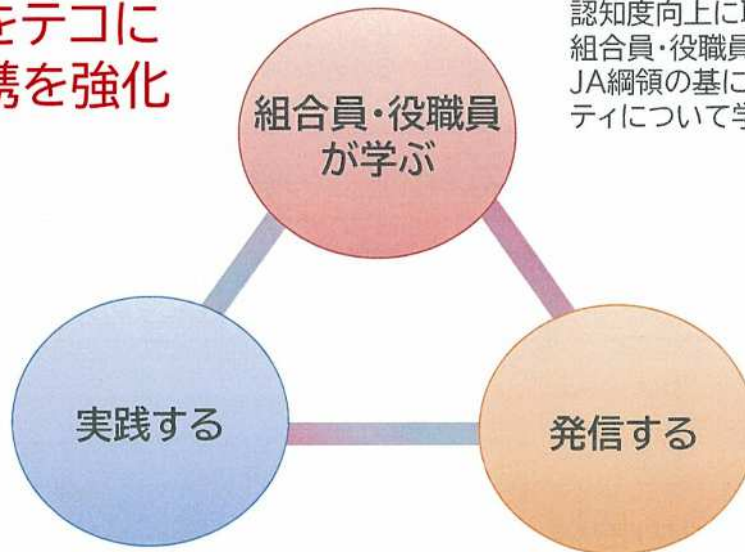 をテコに
携を強化
認知度向上に
組合員・役職員
JA綱領の基に
ティについて学
組合員・役職員
が学ぶ
実践する
発信する